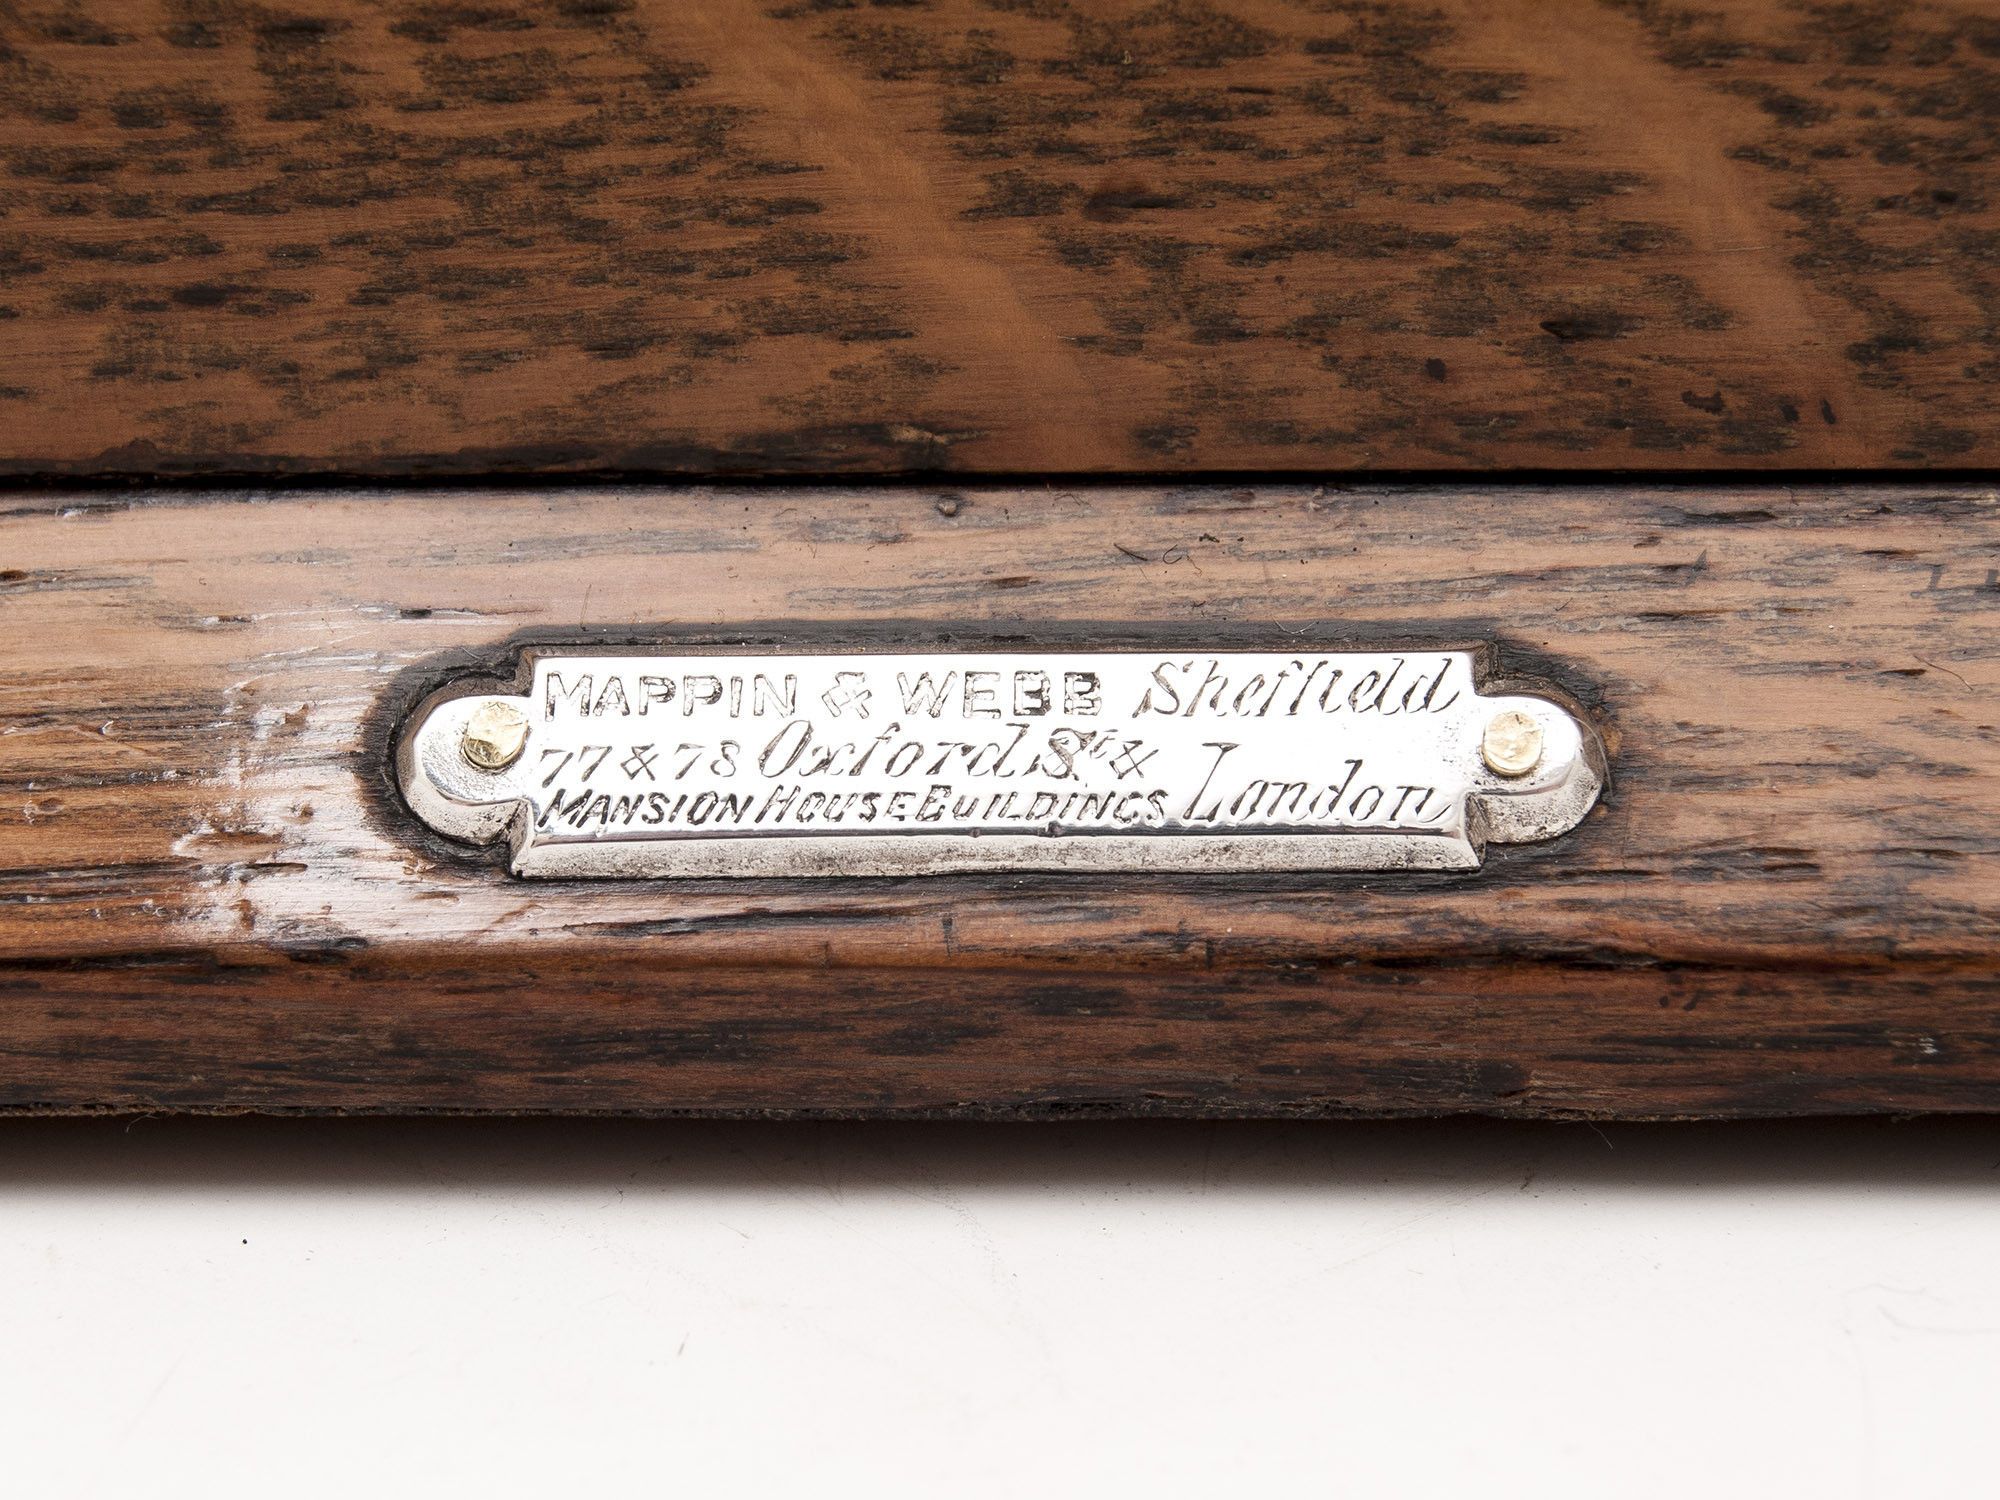 MAPPIN & WEBB Sheffield
77 & 78 Oxford St &
MANSION HOUSE BUILDINGS London